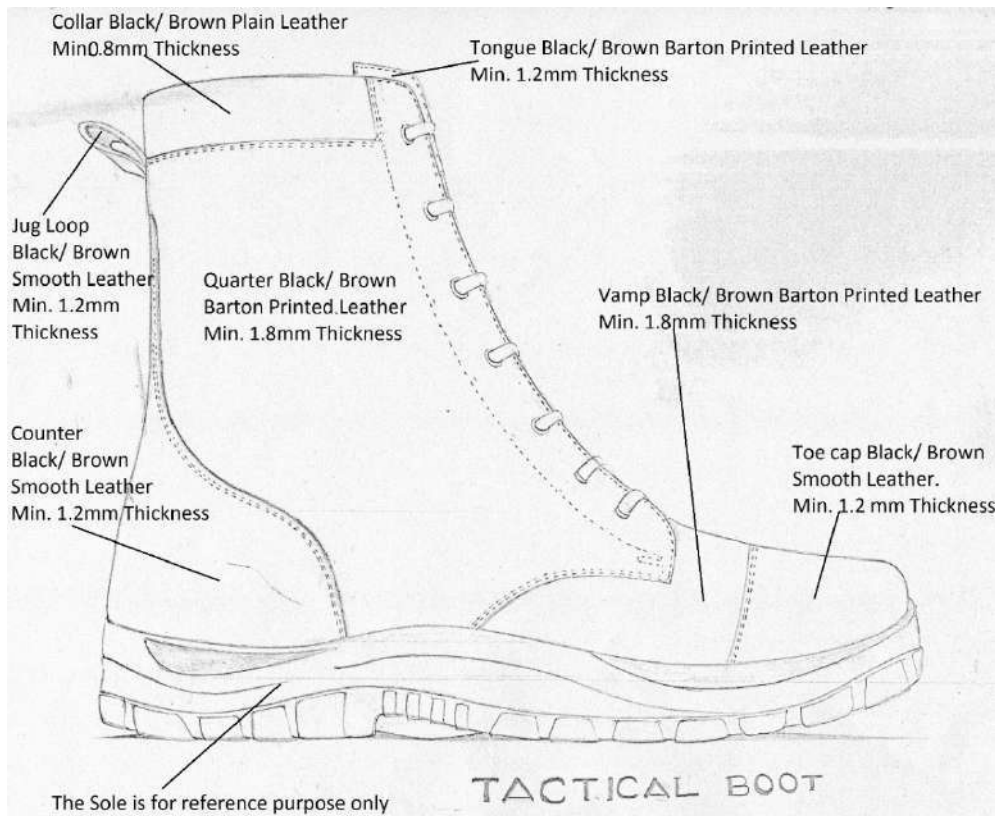 Collar Black/ Brown Plain Leather
Min0.8mm Thickness
Tongue Black/ Brown Barton Printed Leather
Min. 1.2mm Thickness
Jug Loop
Black/ Brown
Smooth Leather
Min. 1.2mm
Thickness
Quarter Black/ Brown
Barton Printed.Leather
Min. 1.8mm Thickness
Vamp Black/ Brown Barton Printed Leather
Min. 1.8mm Thickness
Counter
Black/ Brown
Smooth Leather
Min. 1.2mm Thickness
Toe cap Black/ Brown
Smooth Leather.
Min. 1.2 mm Thickness
The Sole is for reference purpose only
TACTICAL BOOT